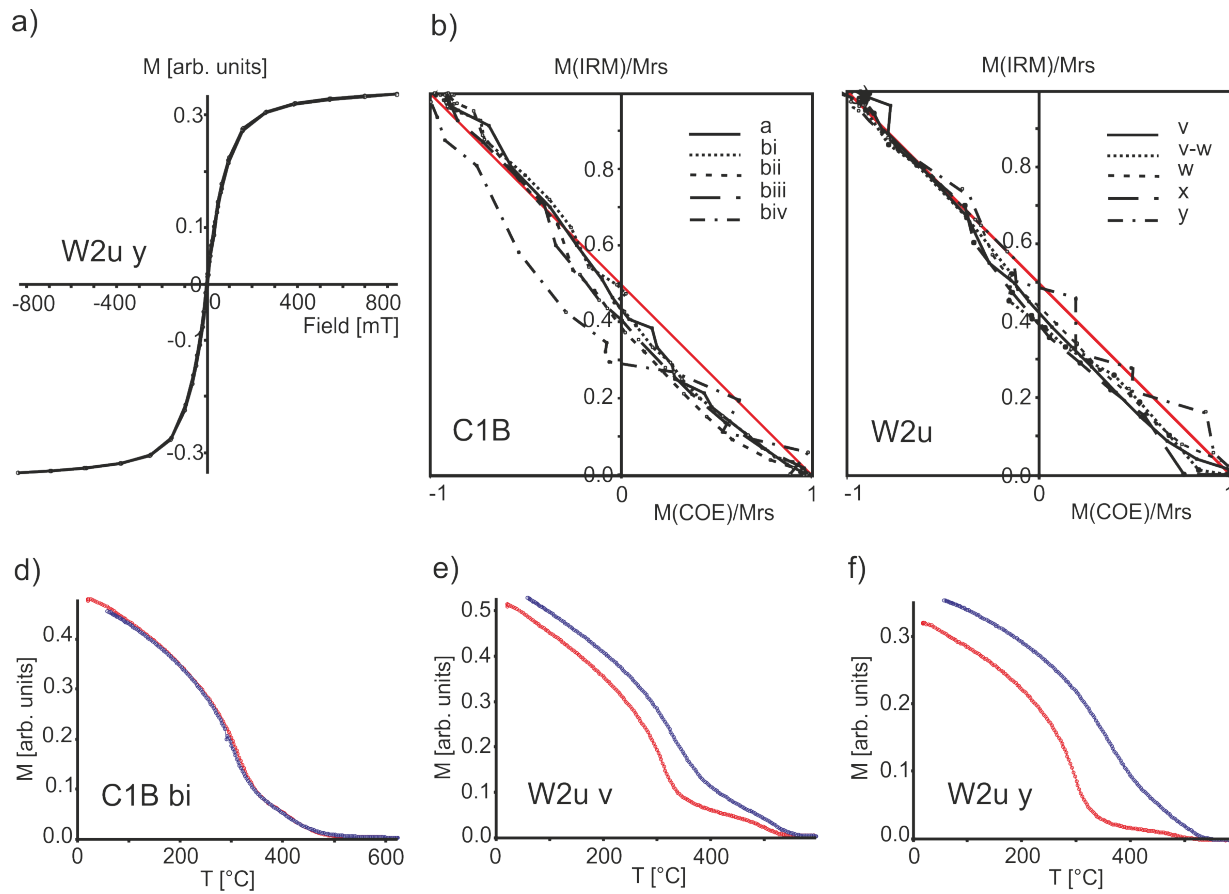 a)
M [arb. units]
0.3
0.1
0
-0.1
-0.3
-800
-400
0
400
800
Field [mT]
W2u y
b)
M(IRM)/Mrs
0.8
0.6
0.4
0.2
0.0
-1
0
1
M(COE)/Mrs
a
bi
bii
biii
biv
C1B
M(IRM)/Mrs
0.8
0.6
0.4
0.2
0.0
-1
0
1
M(COE)/Mrs
v
v-w
w
x
y
W2u
d)
M [arb. units]
0.4
0.3
0.2
0.1
0.0
0
200
400
600
T [°C]
C1B bi
e)
M [arb. units]
0.5
0.4
0.3
0.2
0.1
0.0
0
200
400
T [°C]
W2u v
f)
M [arb. units]
0.3
0.2
0.1
0.0
0
200
400
T [°C]
W2u y